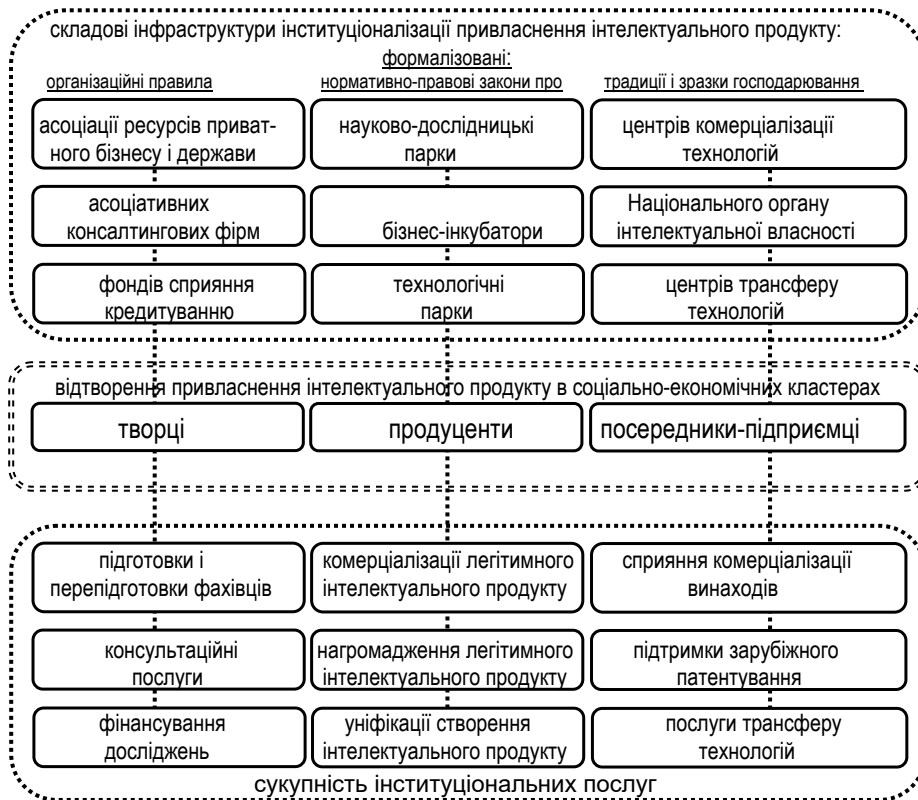 складові інфраструктури інституціоналізації привласнення інтелектуального продукту:
формалізовані:
організаційні правила
нормативно-правові закони про
традиції і зразки господарювання
асоціації ресурсів приват-
ного бізнесу і держави
науково-дослідницькі
парки
центрів комерціалізації
технологій
асоціативних
консалтингових фірм
бізнес-інкубатори
Національного органу
інтелектуальної власності
фондів сприяння
кредитуванню
технологічні
парки
центрів трансферу
технологій
відтворення привласнення інтелектуального продукту в соціально-економічних кластерах
творці
продуценти
посередники-підприємці
підготовки і
перепідготовки фахівців
комерціалізації легітимного
інтелектуального продукту
сприяння комерціалізації
винаходів
консультаційні
послуги
нагромадження легітимного
інтелектуального продукту
підтримки зарубіжного
патентування
фінансування
досліджень
уніфікації створення
інтелектуального продукту
послуги трансферу
технологій
сукупність інституціональних послуг